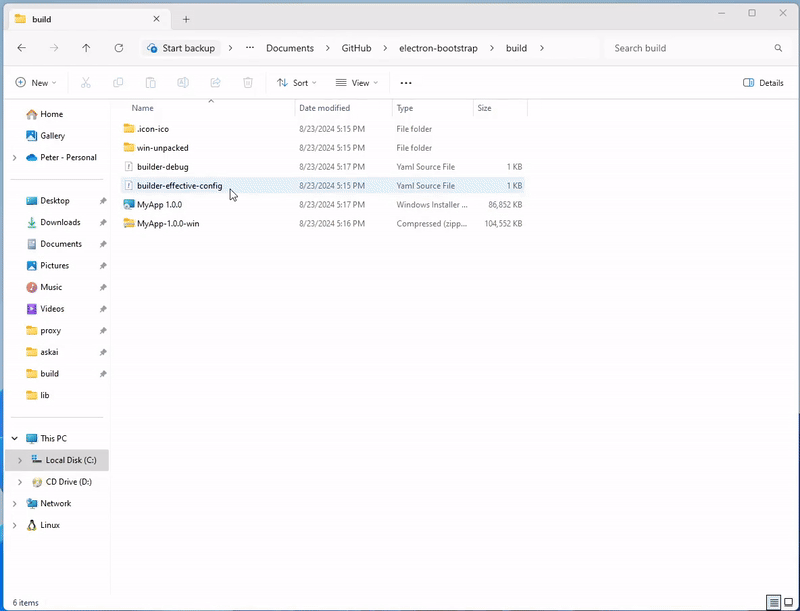 build
Start backup
Documents
GitHub
electron-bootstrap
build
Search build
New
Sort
View
Details
Name
Date modified
Type
Size
Home
Gallery
Peter - Personal
Desktop
Downloads
Documents
Pictures
Music
Videos
proxy
askai
build
lib
This PC
Local Disk (C:)
CD Drive (D:)
Network
Linux
.icon-ico 8/23/2024 5:15 PM File folder
win-unpacked 8/23/2024 5:15 PM File folder
builder-debug 8/23/2024 5:17 PM Yaml Source File 1 KB
builder-effective-config 8/23/2024 5:15 PM Yaml Source File 1 KB
MyApp 1.0.0 8/23/2024 5:17 PM Windows Installer ... 86,852 KB
MyApp-1.0.0-win 8/23/2024 5:16 PM Compressed (zipp... 104,552 KB
6 items